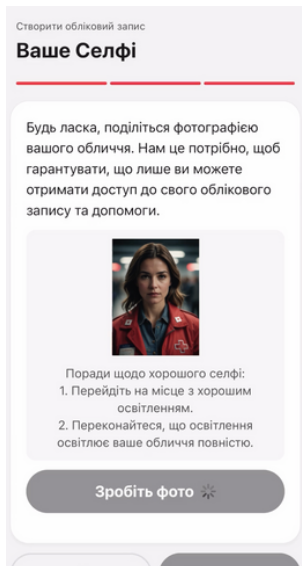 Створити обліковий запис
Ваше Селфі
Будь ласка, поділіться фотографією
вашого обличчя. Нам це потрібно, щоб
гарантувати, що лише ви можете
отримати доступ до свого облікового
запису та допомоги.
Поради щодо хорошого селфі:
1. Перейдіть на місце з хорошим
освітленням.
2. Переконайтеся, що освітлення
освітлює ваше обличчя повністю.
Зробіть фото